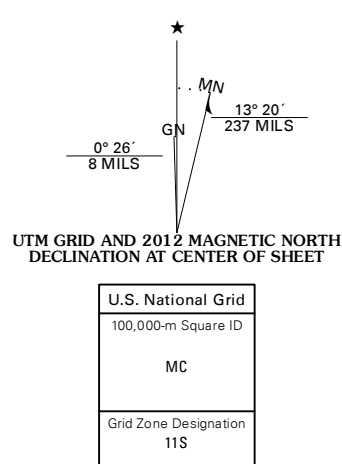 ★
MN
GN
13° 20´
237 MILS
0° 26´
8 MILS
UTM GRID AND 2012 MAGNETIC NORTH
DECLINATION AT CENTER OF SHEET
U.S. National Grid
100,000-m Square ID
MC
Grid Zone Designation
11S